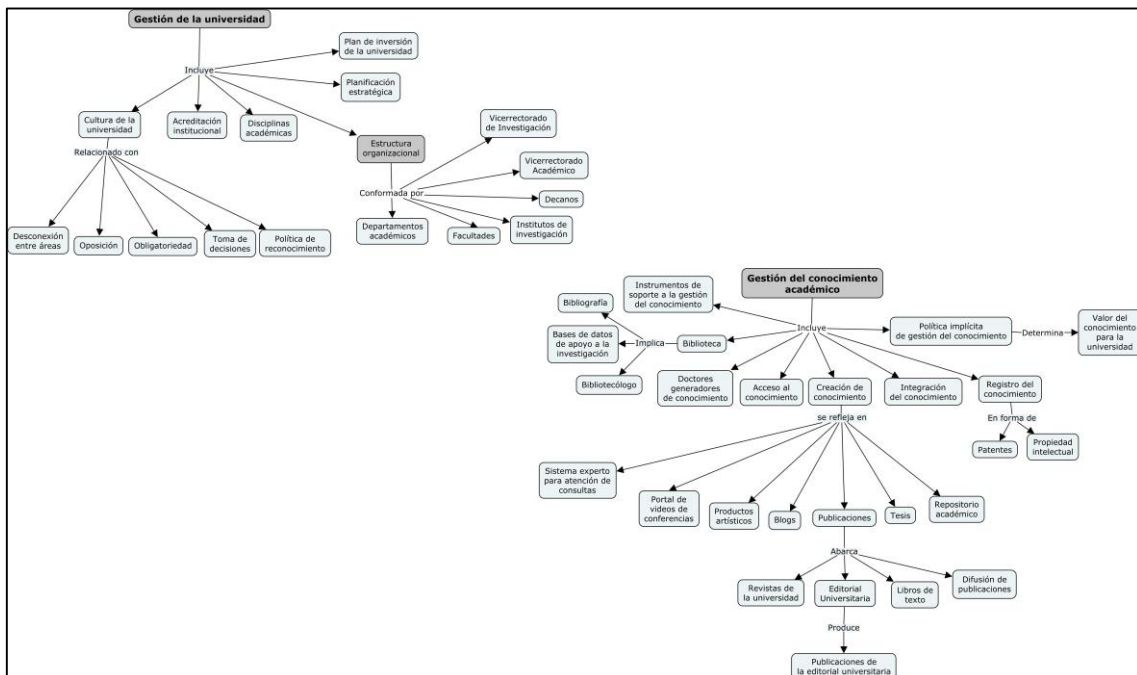 Gestión de la universidad
Incluye
Plan de inversión
de la universidad
Planificación
estratégica
Cultura de la
universidad
Acreditación
institucional
Disciplinas
académicas
Estructura
organizacional
Relacionado con
Desconexión
entre áreas
Oposición
Obligatoriedad
Toma de
decisiones
Política de
reconocimiento
Conformada por
Vicerrectorado
de Investigación
Vicerrectorado
Académico
Decanos
Institutos de
investigación
Facultades
Departamentos
académicos
Gestión del conocimiento
académico
Incluye
Instrumentos de
soporte a la gestión
del conocimiento
Biblioteca
Implica
Bibliografía
Bases de datos
de apoyo a la
investigación
Bibliotecólogo
Política implícita
de gestión del conocimiento
Determina
Valor del
conocimiento
para la
universidad
Doctores
generadores
de conocimiento
Acceso al
conocimiento
Creación de
conocimiento
Integración
del conocimiento
Registro del
conocimiento
En forma de
Patentes
Propiedad
intelectual
se refleja en
Sistema experto
para atención de
consultas
Portal de
videos de
conferencias
Productos
artísticos
Blogs
Publicaciones
Tesis
Repositorio
académico
Abarca
Revistas de
la universidad
Editorial
Universitaria
Libros de
texto
Difusión de
publicaciones
Produce
Publicaciones de
la editorial universitaria